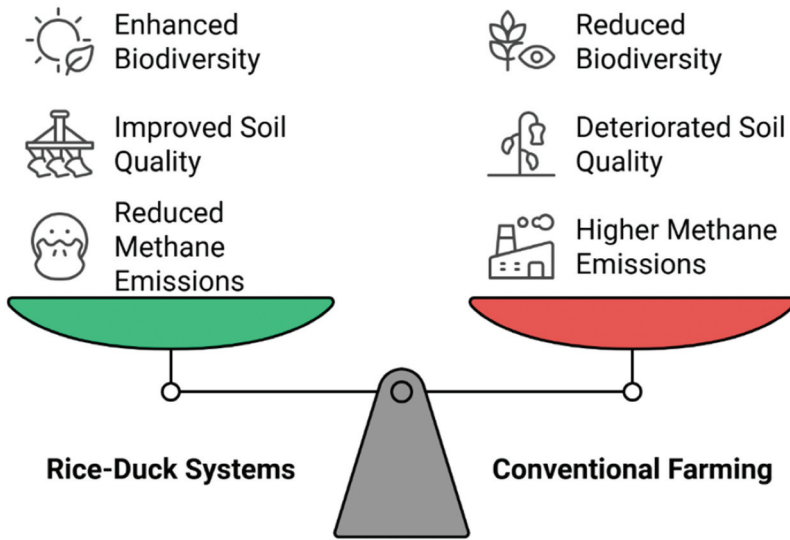 Enhanced
Biodiversity
Improved Soil
Quality
Reduced
Methane
Emissions
Reduced
Biodiversity
Deteriorated Soil
Quality
Higher Methane
Emissions
Rice-Duck Systems
Conventional Farming